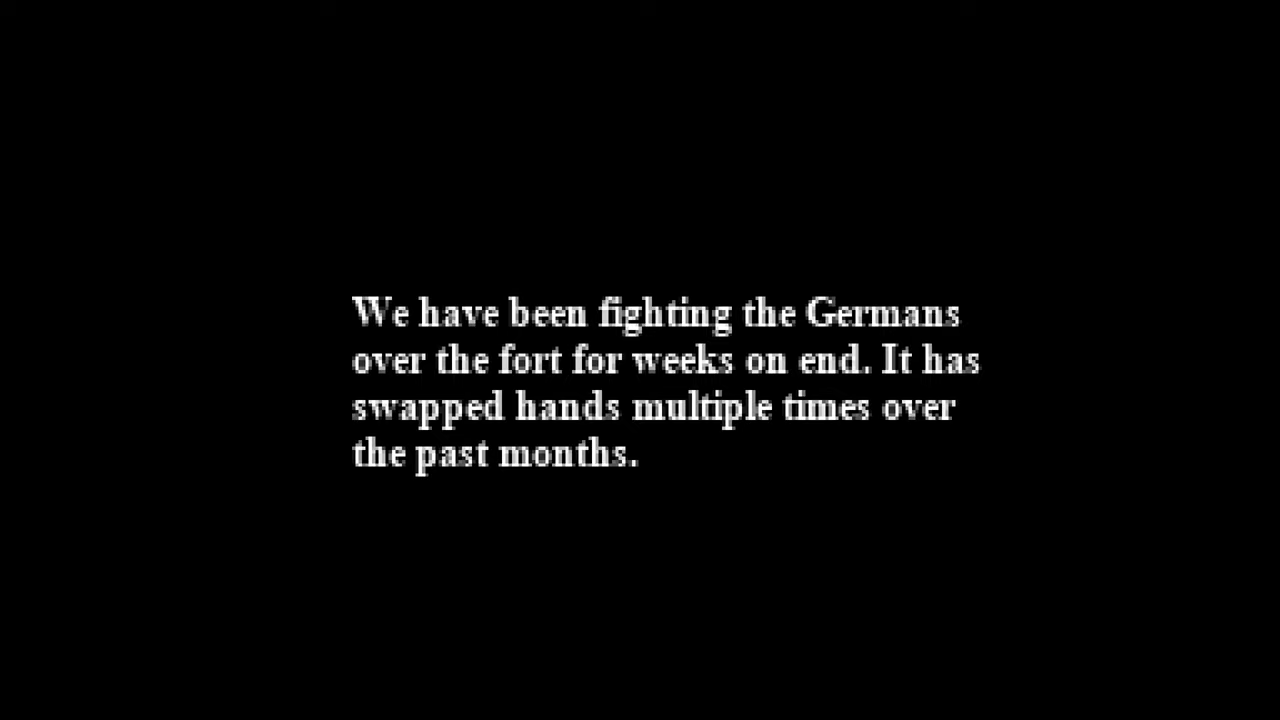 We have been fighting the Germans
over the fort for weeks on end. It has
swapped hands multiple times over
the past months.